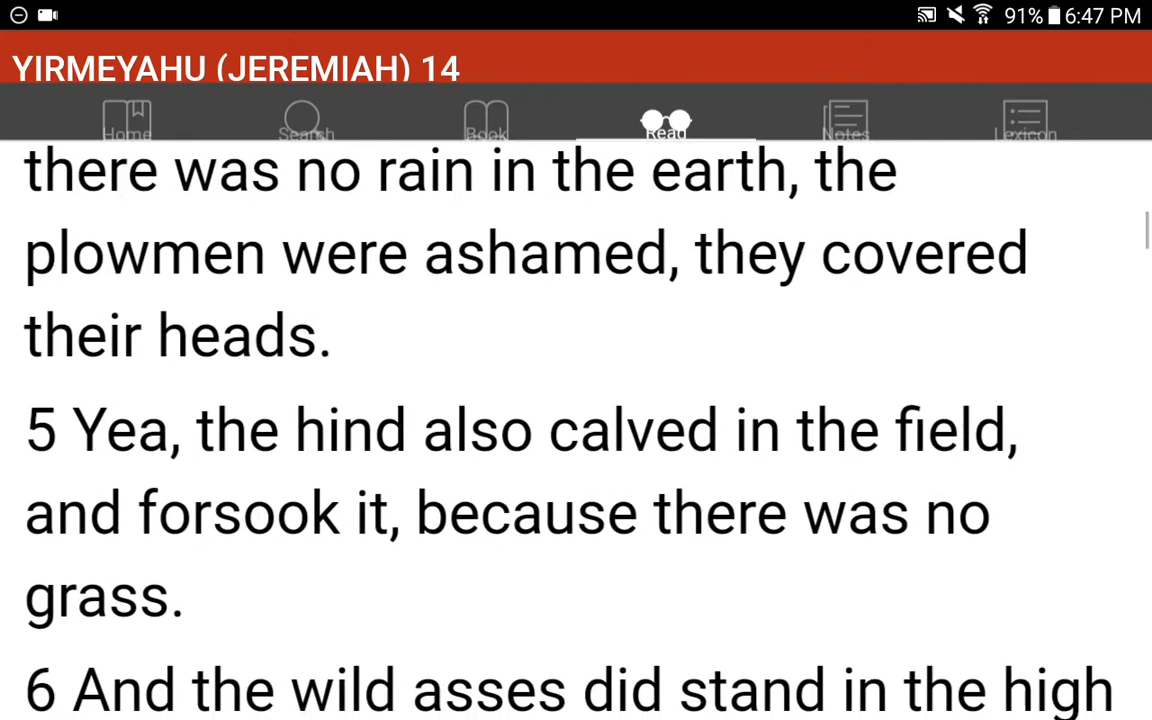 91% 6:47 PM
YIRMEYAHU (JEREMIAH) 14
Home Search Book Read Notes Lexicon
there was no rain in the earth, the
plowmen were ashamed, they covered
their heads.
5 Yea, the hind also calved in the field,
and forsook it, because there was no
grass.
6 And the wild asses did stand in the high